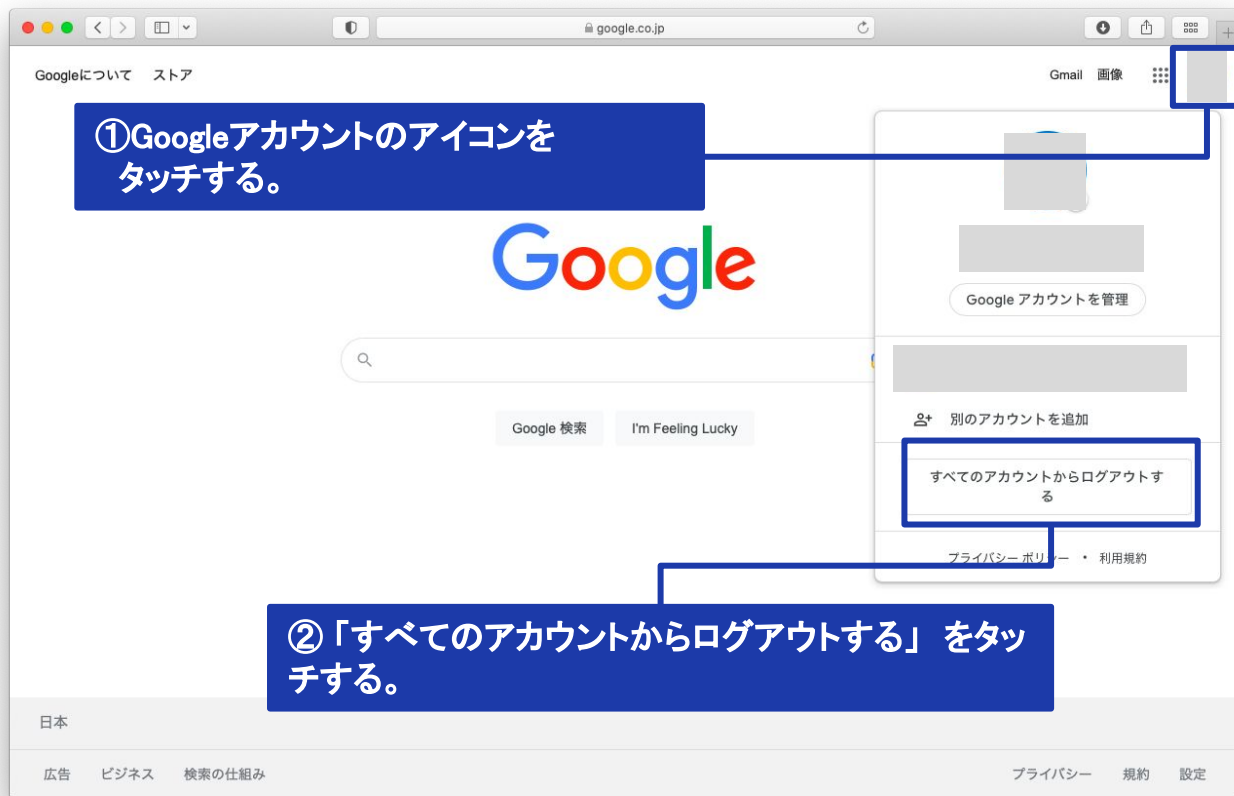 google.co.jp
Googleについて ストア
Gmail 画像
①Googleアカウントのアイコンを
タッチする。
Google
Google アカウントを管理
別のアカウントを追加
Google 検索 I'm Feeling Lucky
すべてのアカウントからログアウトす
る
プライバシー ポリシー • 利用規約
②「すべてのアカウントからログアウトする」 をタッ
チする。
日本
広告 ビジネス 検索の仕組み
プライバシー 規約 設定